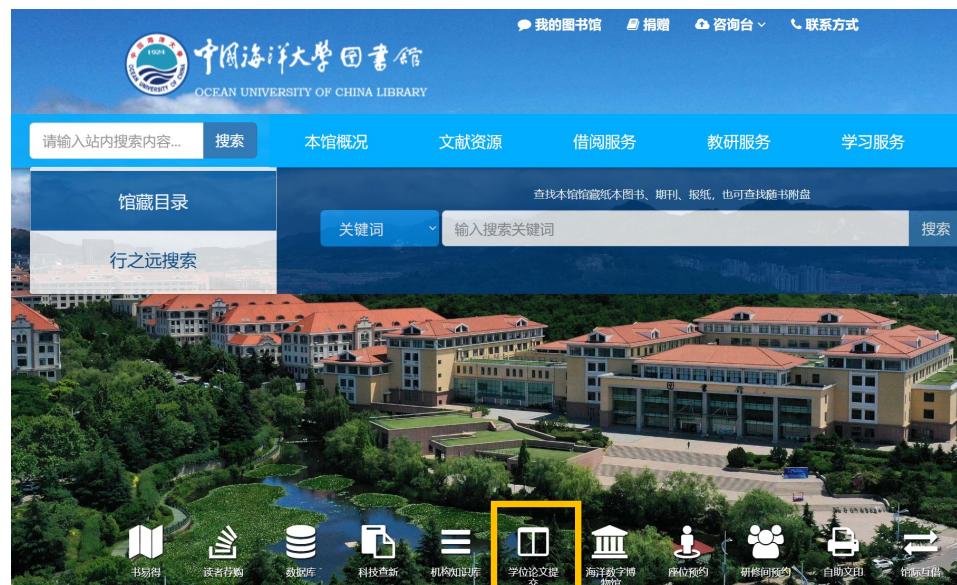 我的图书馆 捐赠 咨询台 联系方式
1924
中国海洋大學图書館
OCEAN UNIVERSITY OF CHINA LIBRARY
请输入站内搜索内容... 搜索 本馆概况 文献资源 借阅服务 教研服务 学习服务
馆藏目录
查找本馆馆藏纸本图书、期刊、报纸，也可查找随书附盘
关键词 输入搜索关键词 搜索
行之远搜索
图書館
书易得 读者荐购 数据库 科技查新 机构知识库 学位论文提 海洋数字博 座位预约 研修间预约 自助文印 馆际互借
交 物馆